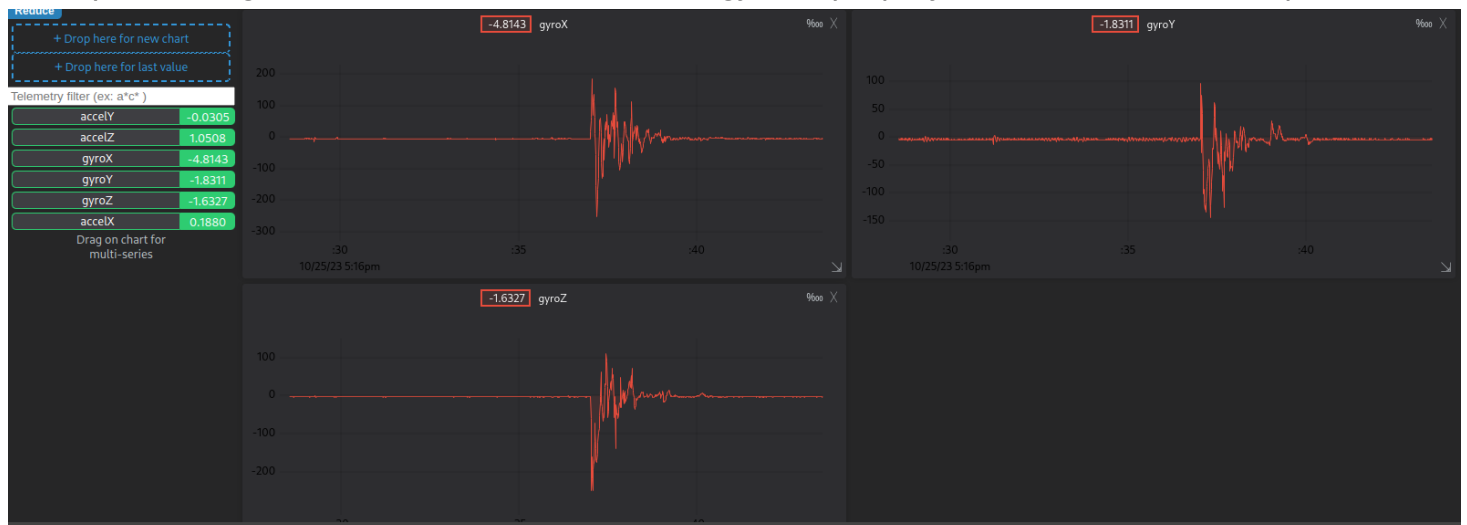 Reduce
+ Drop here for new chart
+ Drop here for last value
Telemetry filter (ex: a*c* )
accelY -0.0305
accelZ 1.0508
gyroX -4.8143
gyroY -1.8311
gyroZ -1.6327
accelX 0.1880
Drag on chart for
multi-series
-4.8143 gyroX ‱ X
200
100
0
-100
-200
-300
:30 :35 :40
10/25/23 5:16pm
-1.8311 gyroY ‱ X
100
50
0
-50
-100
-150
:30 :35 :40
10/25/23 5:16pm
-1.6327 gyroZ ‱ X
100
0
-100
-200